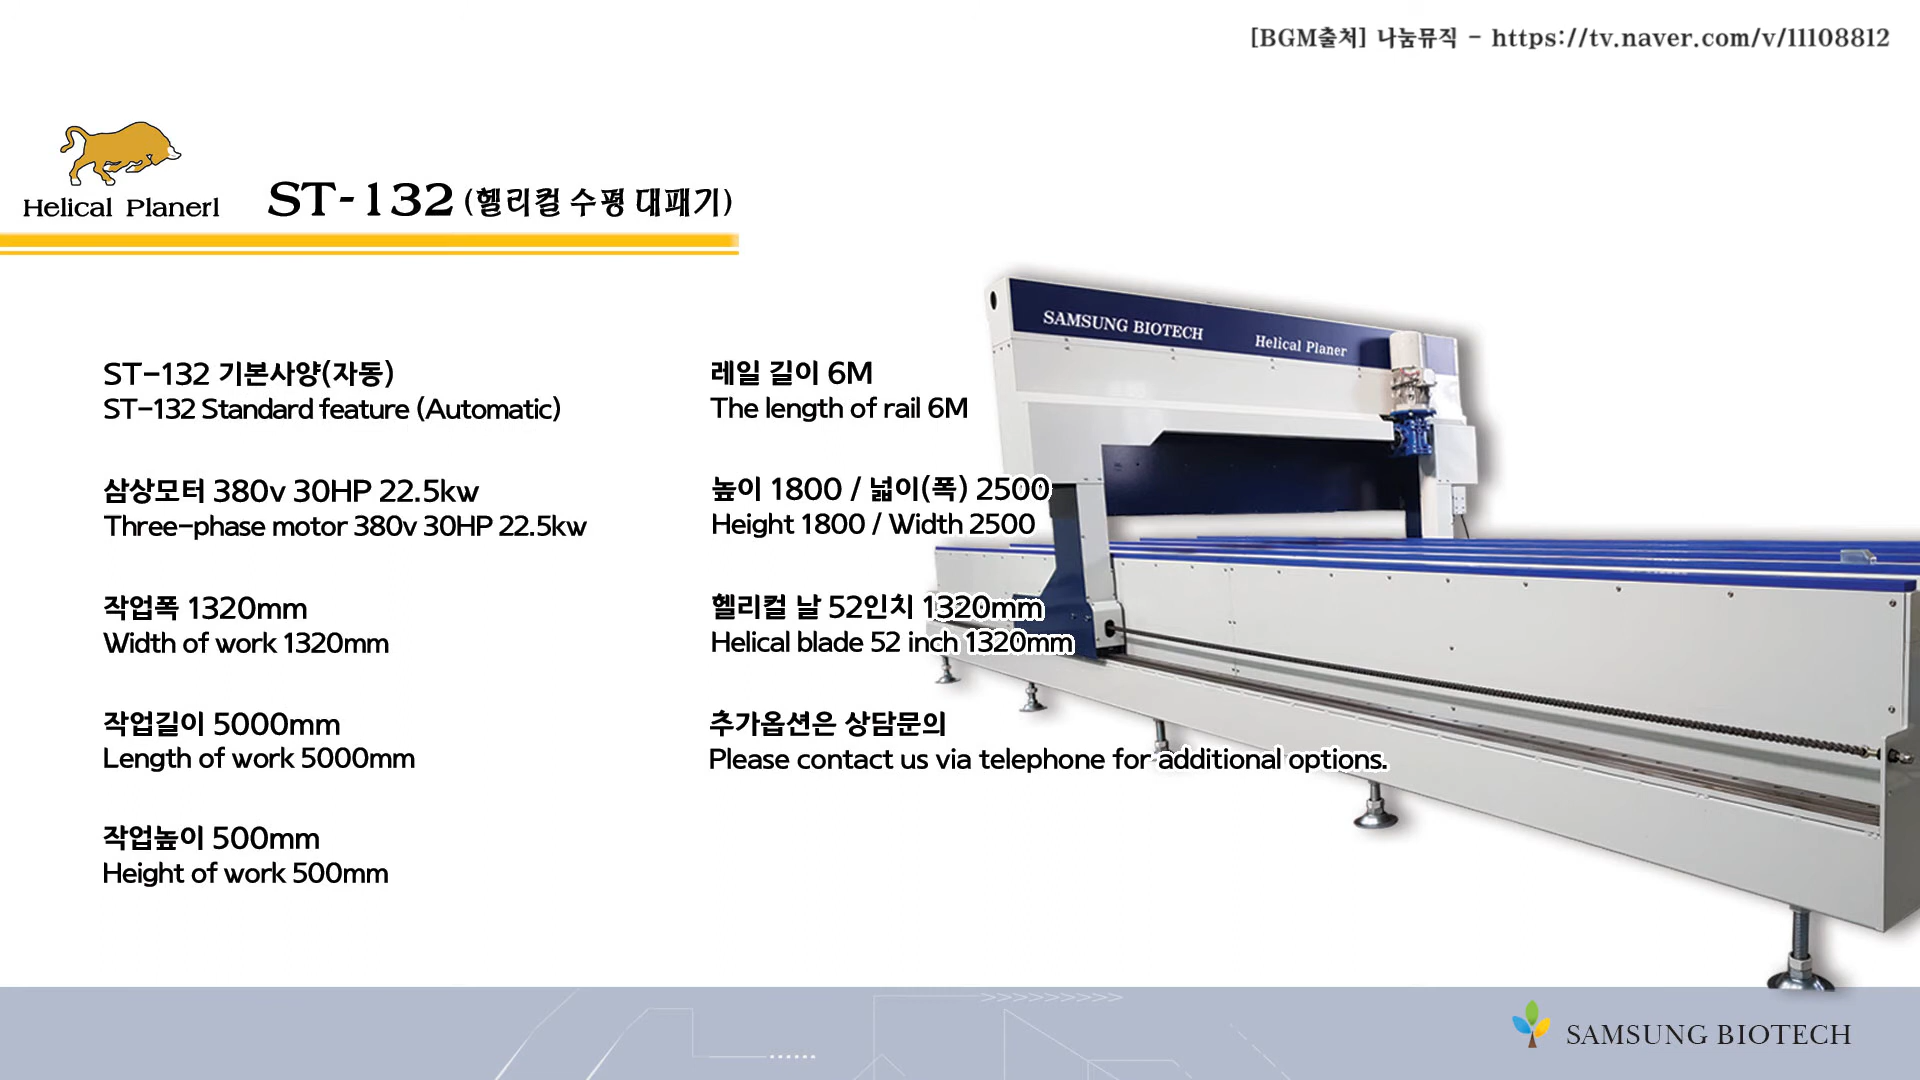 [BGM출처] 나눔뮤직 - https://tv.naver.com/v/11108812
Helical Planerl
ST-132 (헬리컬 수평 대패기)
SAMSUNG BIOTECH
Helical Planer
ST-132 기본사양(자동)
ST-132 Standard feature (Automatic)
삼상모터 380v 30HP 22.5kw
Three-phase motor 380v 30HP 22.5kw
작업폭 1320mm
Width of work 1320mm
작업길이 5000mm
Length of work 5000mm
작업높이 500mm
Height of work 500mm
레일 길이 6M
The length of rail 6M
높이 1800 / 넓이(폭) 2500
Height 1800 / Width 2500
헬리컬 날 52인치 1320mm
Helical blade 52 inch 1320mm
추가옵션은 상담문의
Please contact us via telephone for additional options.
SAMSUNG BIOTECH